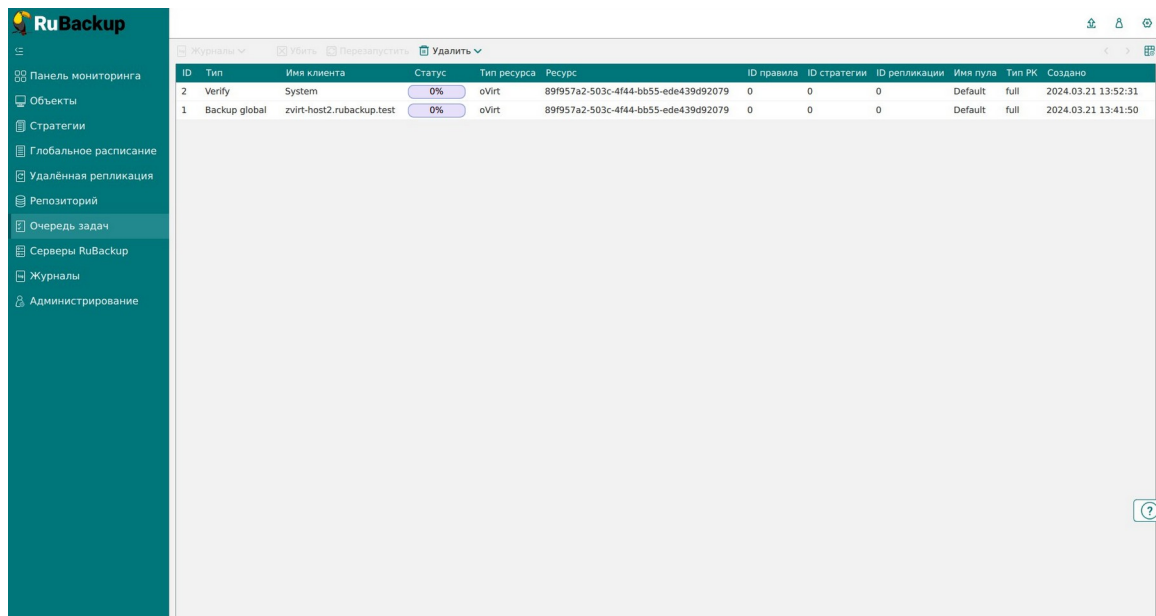 RuBackup
Журналы Убить Перезапустить Удалить
Панель мониторинга
Объекты
Стратегии
Глобальное расписание
Удалённая репликация
Репозиторий
Очередь задач
Серверы RuBackup
Журналы
Администрирование
ID Тип Имя клиента Статус Тип ресурса Ресурс ID правила ID стратегии ID репликации Имя пула Тип РК Создано
2 Verify System 0% oVirt 89f957a2-503c-4f44-bb55-ede439d92079 0 0 0 Default full 2024.03.21 13:52:31
1 Backup global zvirt-host2.rubackup.test 0% oVirt 89f957a2-503c-4f44-bb55-ede439d92079 0 0 0 Default full 2024.03.21 13:41:50
?